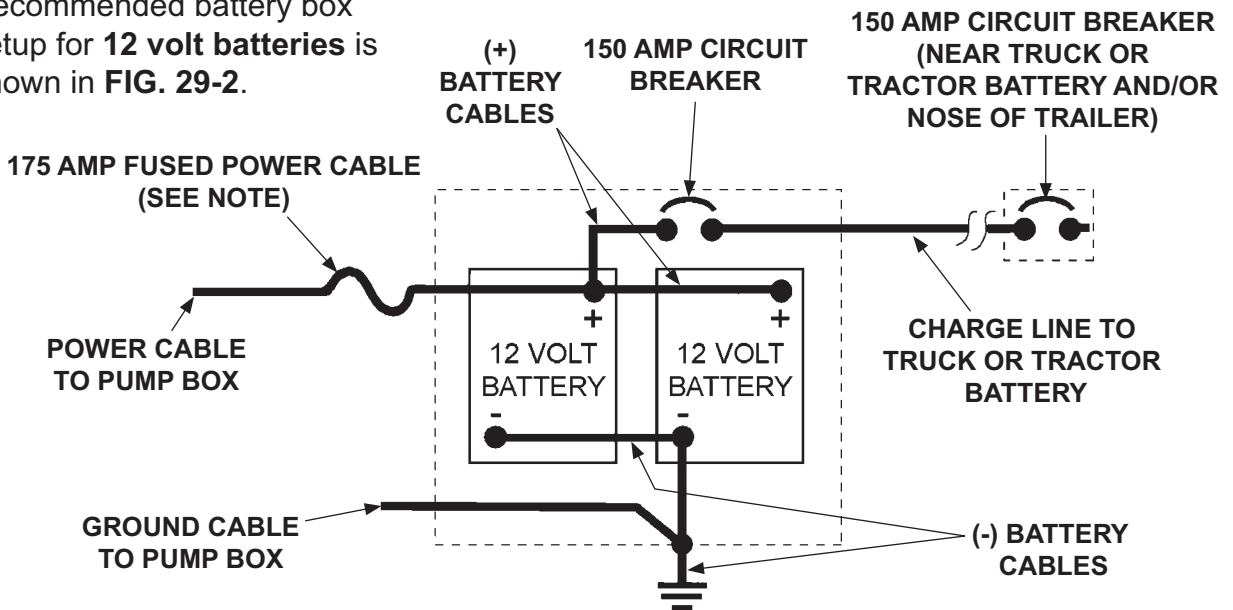 recommended battery box
etup for 12 volt batteries is
hown in FIG. 29-2.
150 AMP CIRCUIT BREAKER
(NEAR TRUCK OR
TRACTOR BATTERY AND/OR
NOSE OF TRAILER)
(+)
BATTERY
CABLES
150 AMP CIRCUIT
BREAKER
175 AMP FUSED POWER CABLE
(SEE NOTE)
POWER CABLE
TO PUMP BOX
+
12 VOLT
BATTERY
-
+
12 VOLT
BATTERY
-
CHARGE LINE TO
TRUCK OR TRACTOR
BATTERY
GROUND CABLE
TO PUMP BOX
(-) BATTERY
CABLES